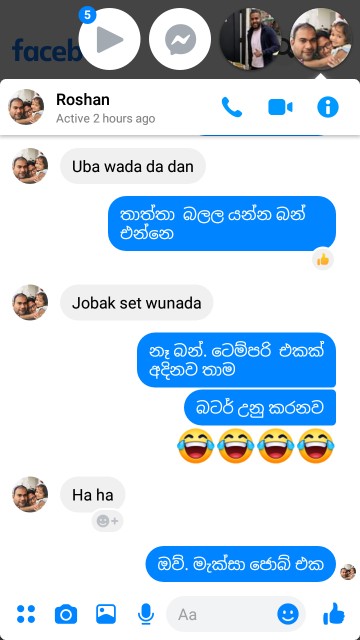 faceb
5
Roshan
Active 2 hours ago
Uba wada da dan
තාත්තා බලල යන්න බන්
එන්නෙ
Jobak set wunada
නෑ බන්. ටෙම්පරි එකක්
අදිනව තාම
බටර් උනු කරනව
😂😂😂😂
Ha ha
ඔව්. මැක්සා ජොබ් එක
Aa